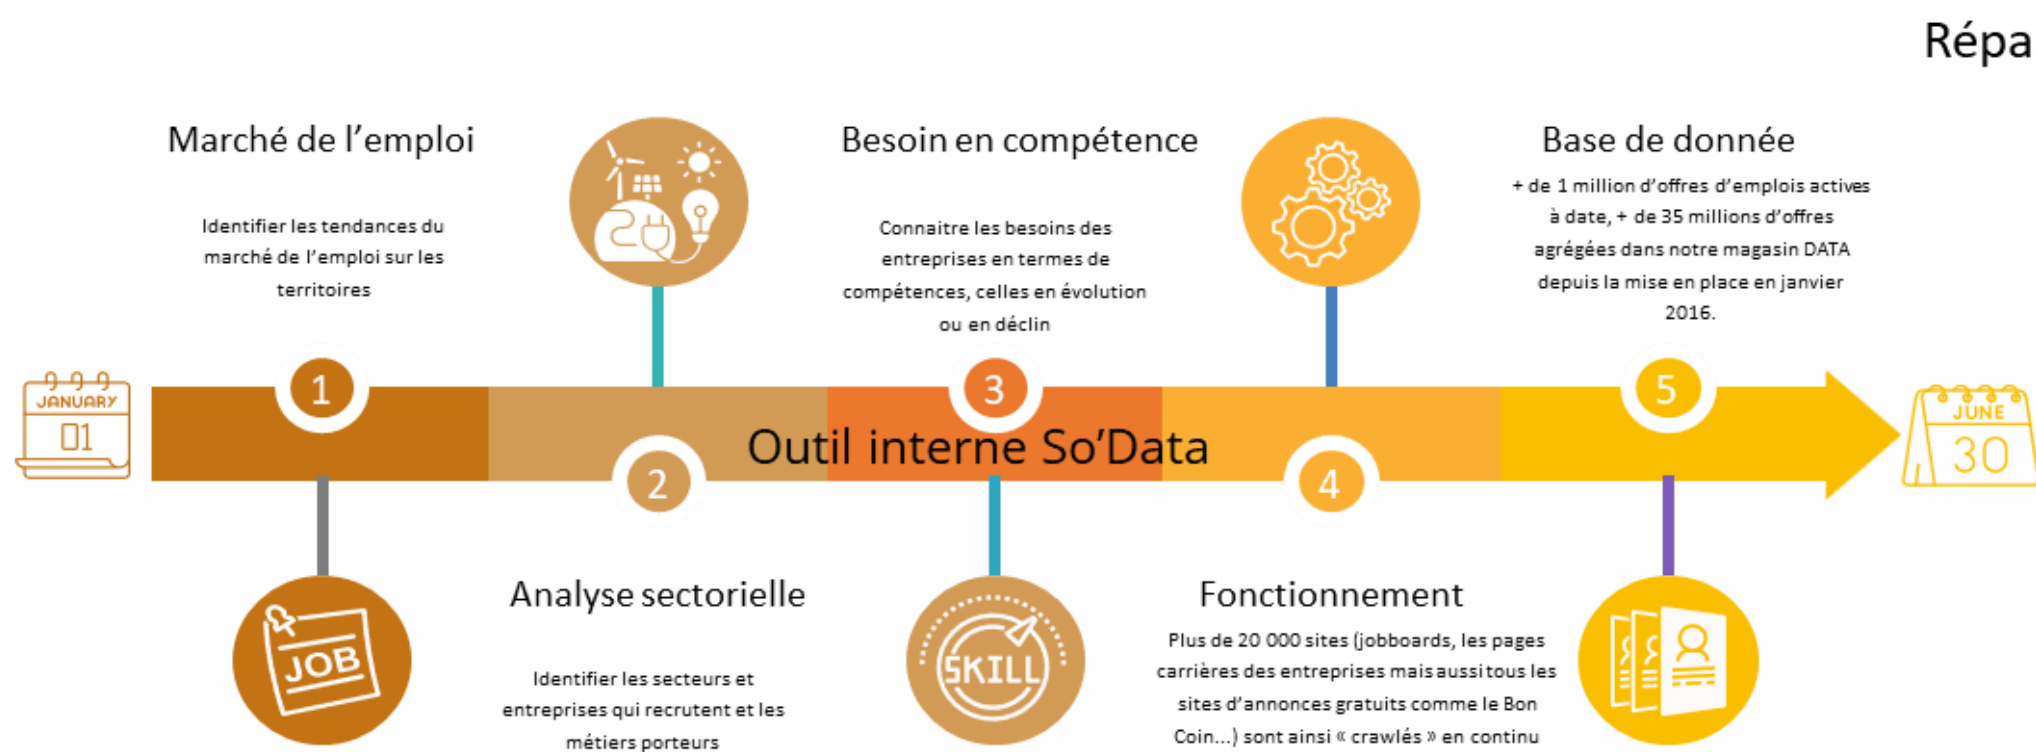 Répa
Marché de l'emploi
Identifier les tendances du
marché de l'emploi sur les
territoires
Besoin en compétence
Connaitre les besoins des
entreprises en termes de
compétences, celles en évolution
ou en déclin
Base de donnée
+ de 1 million d'offres d'emplois actives
à date, + de 35 millions d'offres
agrégées dans notre magasin DATA
depuis la mise en place en janvier
2016.
JANUARY
01
1
2
3
4
5
Outil interne So'Data
JUNE
30
JOB
Analyse sectorielle
Identifier les secteurs et
entreprises qui recrutent et les
métiers porteurs
SKILL
Fonctionnement
Plus de 20 000 sites (jobboards, les pages
carrières des entreprises mais aussi tous les
sites d'annonces gratuits comme le Bon
Coin...) sont ainsi « crawlés » en continu